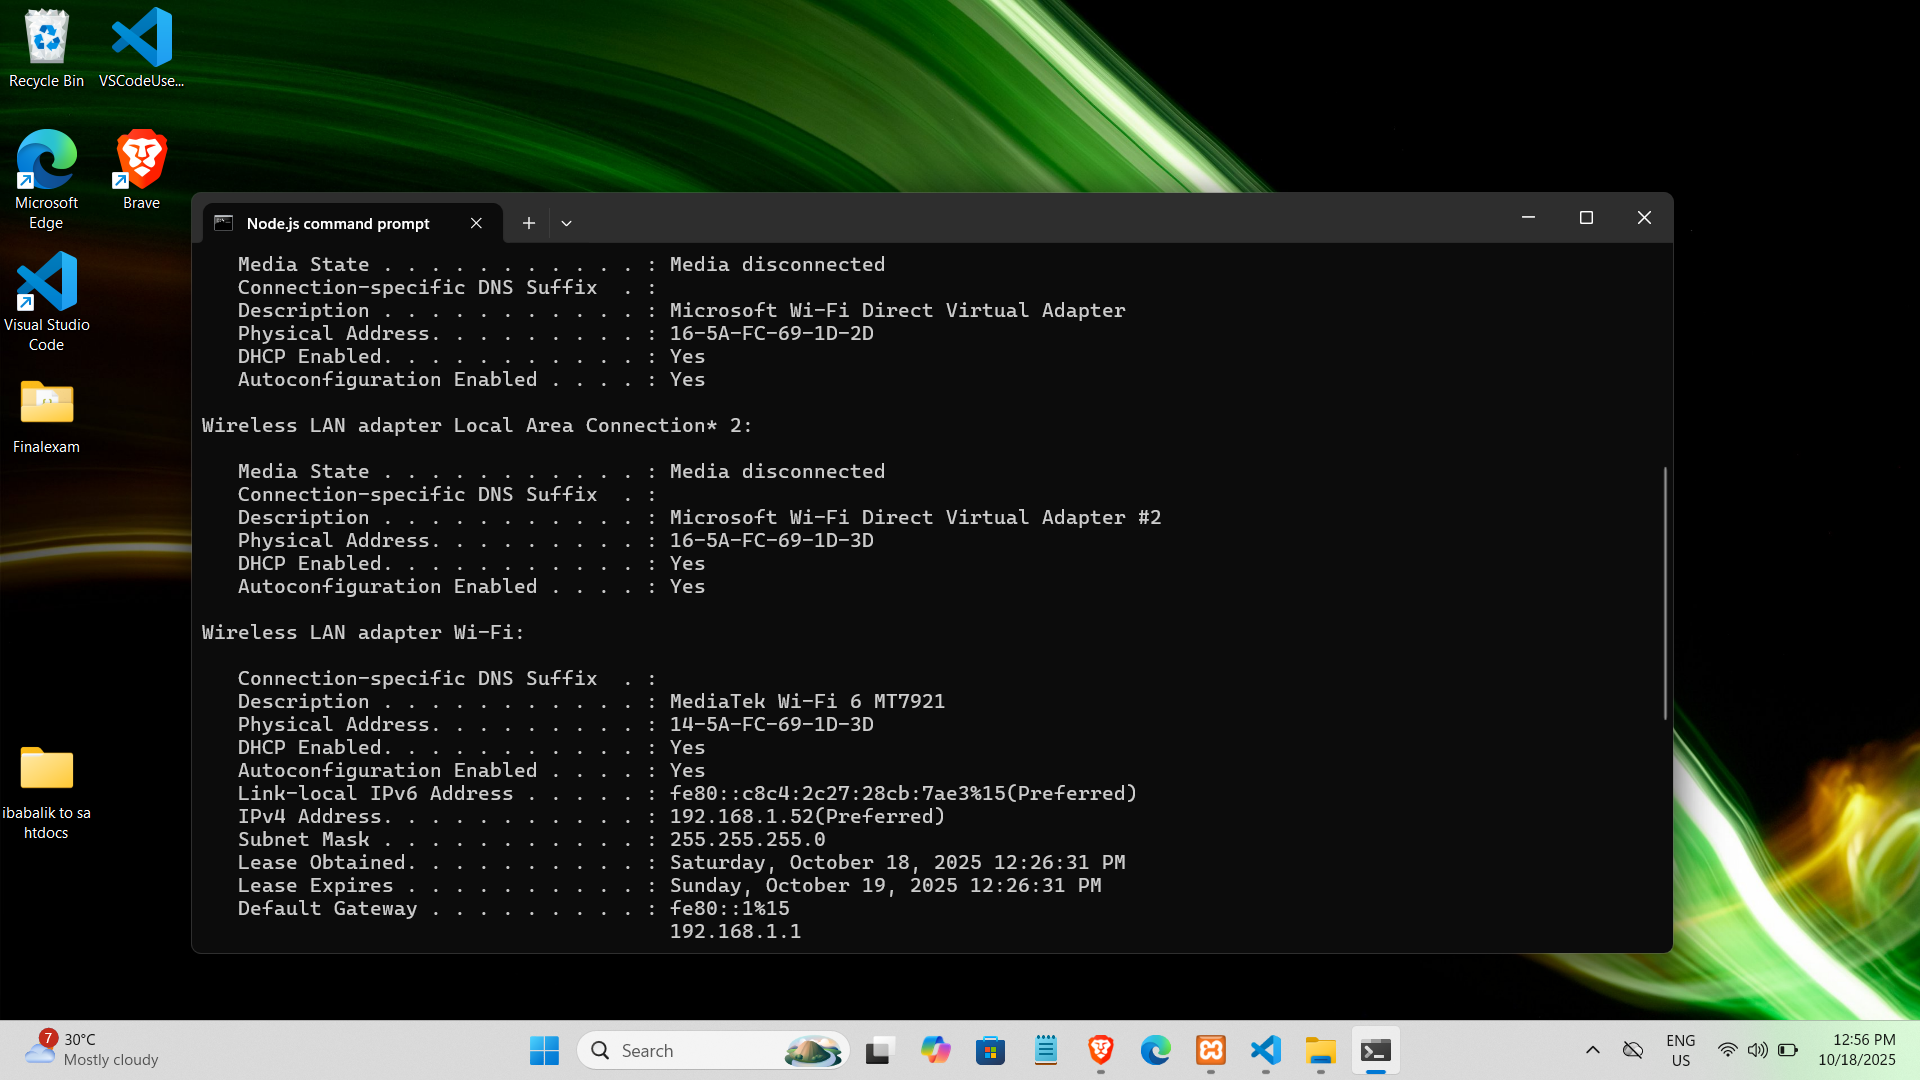 Recycle Bin
VSCodeUse...
Microsoft
Edge
Brave
Visual Studio
Code
Finalexam
ibabalik to sa
htdocs
Node.js command prompt
Media State . . . . . . . . . . . : Media disconnected
Connection-specific DNS Suffix  . :
Description . . . . . . . . . . . : Microsoft Wi-Fi Direct Virtual Adapter
Physical Address. . . . . . . . . : 16-5A-FC-69-1D-2D
DHCP Enabled. . . . . . . . . . . : Yes
Autoconfiguration Enabled . . . . : Yes
Wireless LAN adapter Local Area Connection* 2:
Media State . . . . . . . . . . . : Media disconnected
Connection-specific DNS Suffix  . :
Description . . . . . . . . . . . : Microsoft Wi-Fi Direct Virtual Adapter #2
Physical Address. . . . . . . . . : 16-5A-FC-69-1D-3D
DHCP Enabled. . . . . . . . . . . : Yes
Autoconfiguration Enabled . . . . : Yes
Wireless LAN adapter Wi-Fi:
Connection-specific DNS Suffix  . :
Description . . . . . . . . . . . : MediaTek Wi-Fi 6 MT7921
Physical Address. . . . . . . . . : 14-5A-FC-69-1D-3D
DHCP Enabled. . . . . . . . . . . : Yes
Autoconfiguration Enabled . . . . : Yes
Link-local IPv6 Address . . . . . : fe80::c8c4:2c27:28cb:7ae3%15(Preferred)
IPv4 Address. . . . . . . . . . . : 192.168.1.52(Preferred)
Subnet Mask . . . . . . . . . . . : 255.255.255.0
Lease Obtained. . . . . . . . . . : Saturday, October 18, 2025 12:26:31 PM
Lease Expires . . . . . . . . . . : Sunday, October 19, 2025 12:26:31 PM
Default Gateway . . . . . . . . . : fe80::1%15
192.168.1.1
7
30°C
Mostly cloudy
Search
ENG
US
12:56 PM
10/18/2025